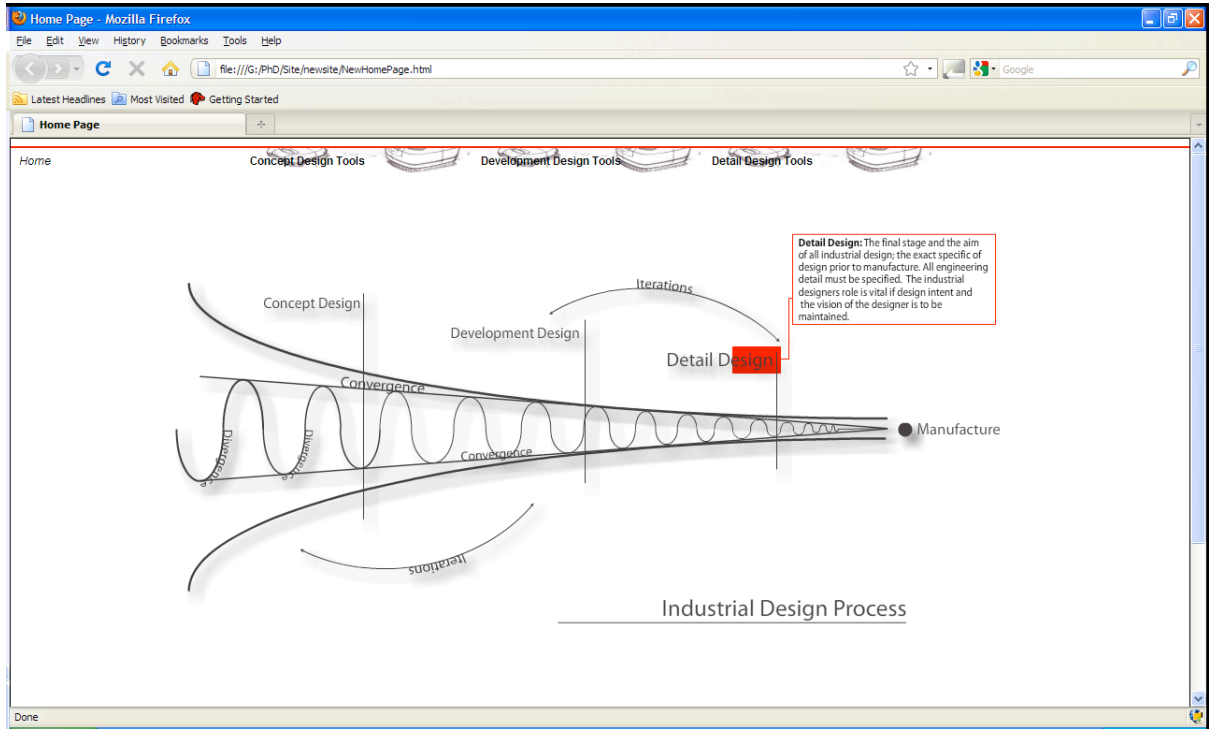 Home Page - Mozilla Firefox
File Edit View History Bookmarks Tools Help
file:///G:/PhD/Site/newsite/NewHomePage.html
Google
Latest Headlines Most Visited Getting Started
Home Page
Home Concept Design Tools Development Design Tools Detail Design Tools
Detail Design: The final stage and the aim
of all industrial design; the exact specific of
design prior to manufacture. All engineering
detail must be specified. The industrial
designers role is vital if design intent and
the vision of the designer is to be
maintained.
Iterations
Concept Design
Development Design
Detail Design
Convergence
Divergence
Divergence
Convergence
Manufacture
Iterations
Industrial Design Process
Done